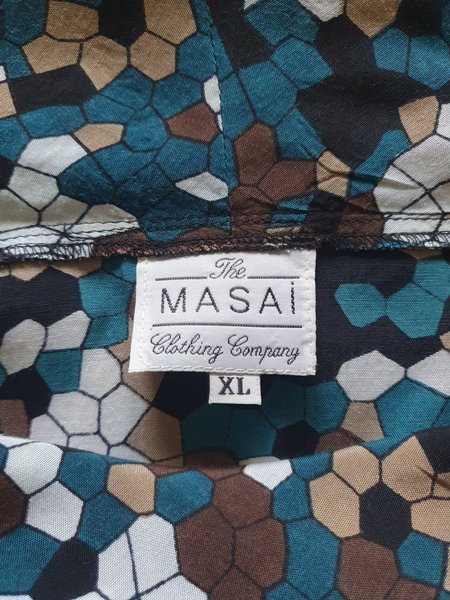 The
MASAi
Clothing Company
XL